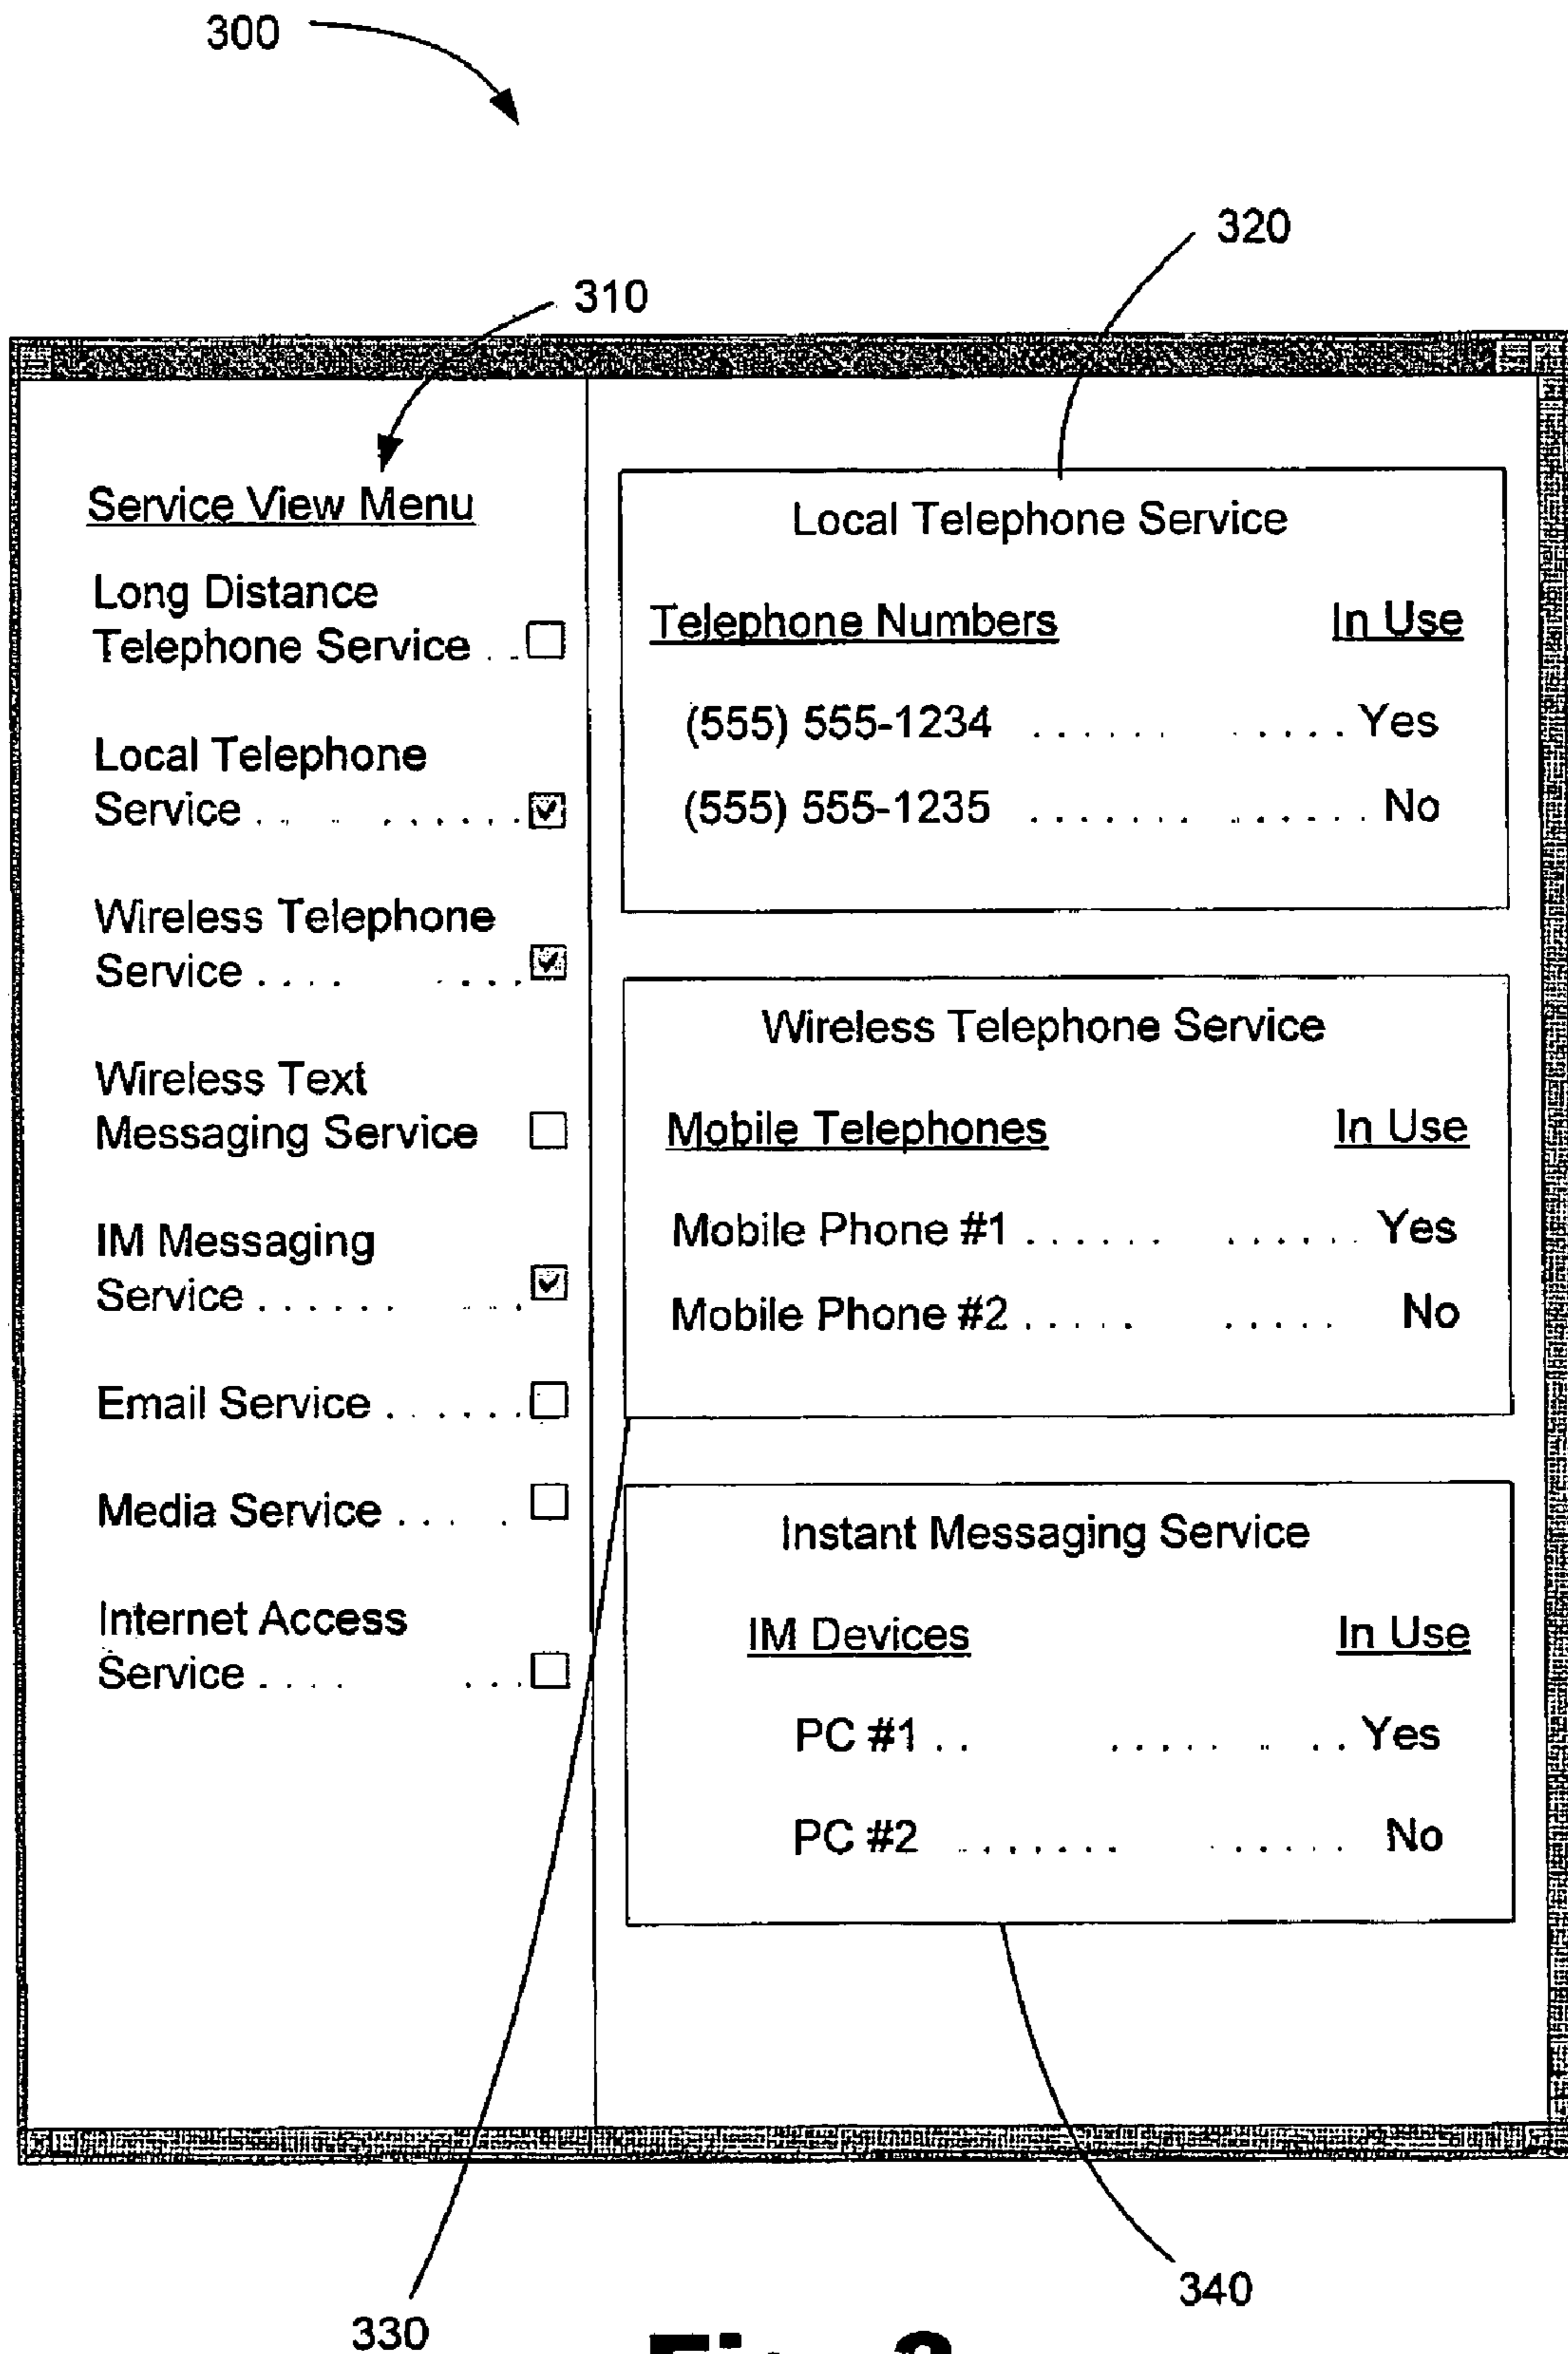 300
320
310
Service View Menu
Long Distance
Telephone Service . .
Local Telephone
Service . . . . . . . . . .
Wireless Telephone
Service . . . . . . . .
Wireless Text
Messaging Service
IM Messaging
Service . . . . . . . . .
Email Service . . . . . .
Media Service . . . .
Internet Access
Service . . . . . . .
Local Telephone Service
Telephone Numbers In Use
(555) 555-1234 . . . . . . . . . . . Yes
(555) 555-1235 . . . . . . . . . . . . . No
Wireless Telephone Service
Mobile Telephones In Use
Mobile Phone #1 . . . . . . . . . . . . Yes
Mobile Phone #2 . . . . . . . . . . No
Instant Messaging Service
IM Devices In Use
PC #1 . . . . . . . . . . . Yes
PC #2 . . . . . . . . . . . . . No
330
340